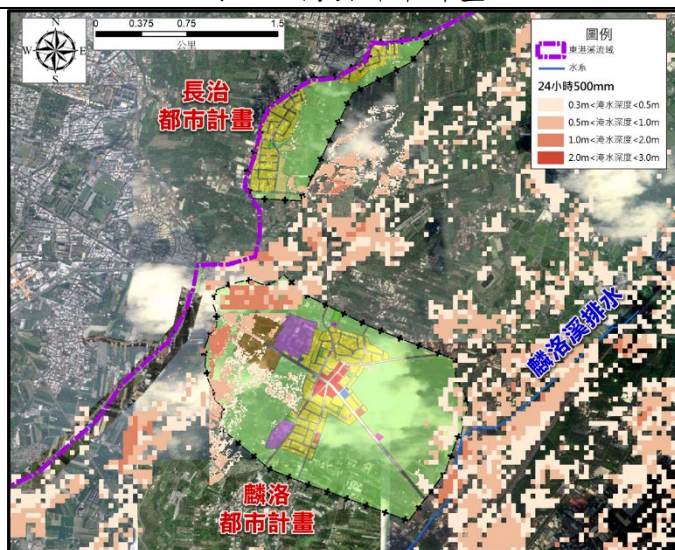 N
W
E
S
0
0.375
0.75
1.5
公里
圖例
東港溪流域
水系
24小時500mm
0.3m<淹水深度<0.5m
0.5m<淹水深度<1.0m
1.0m<淹水深度<2.0m
2.0m<淹水深度<3.0m
長治
都市計畫
麟洛溪排水
麟洛
都市計畫